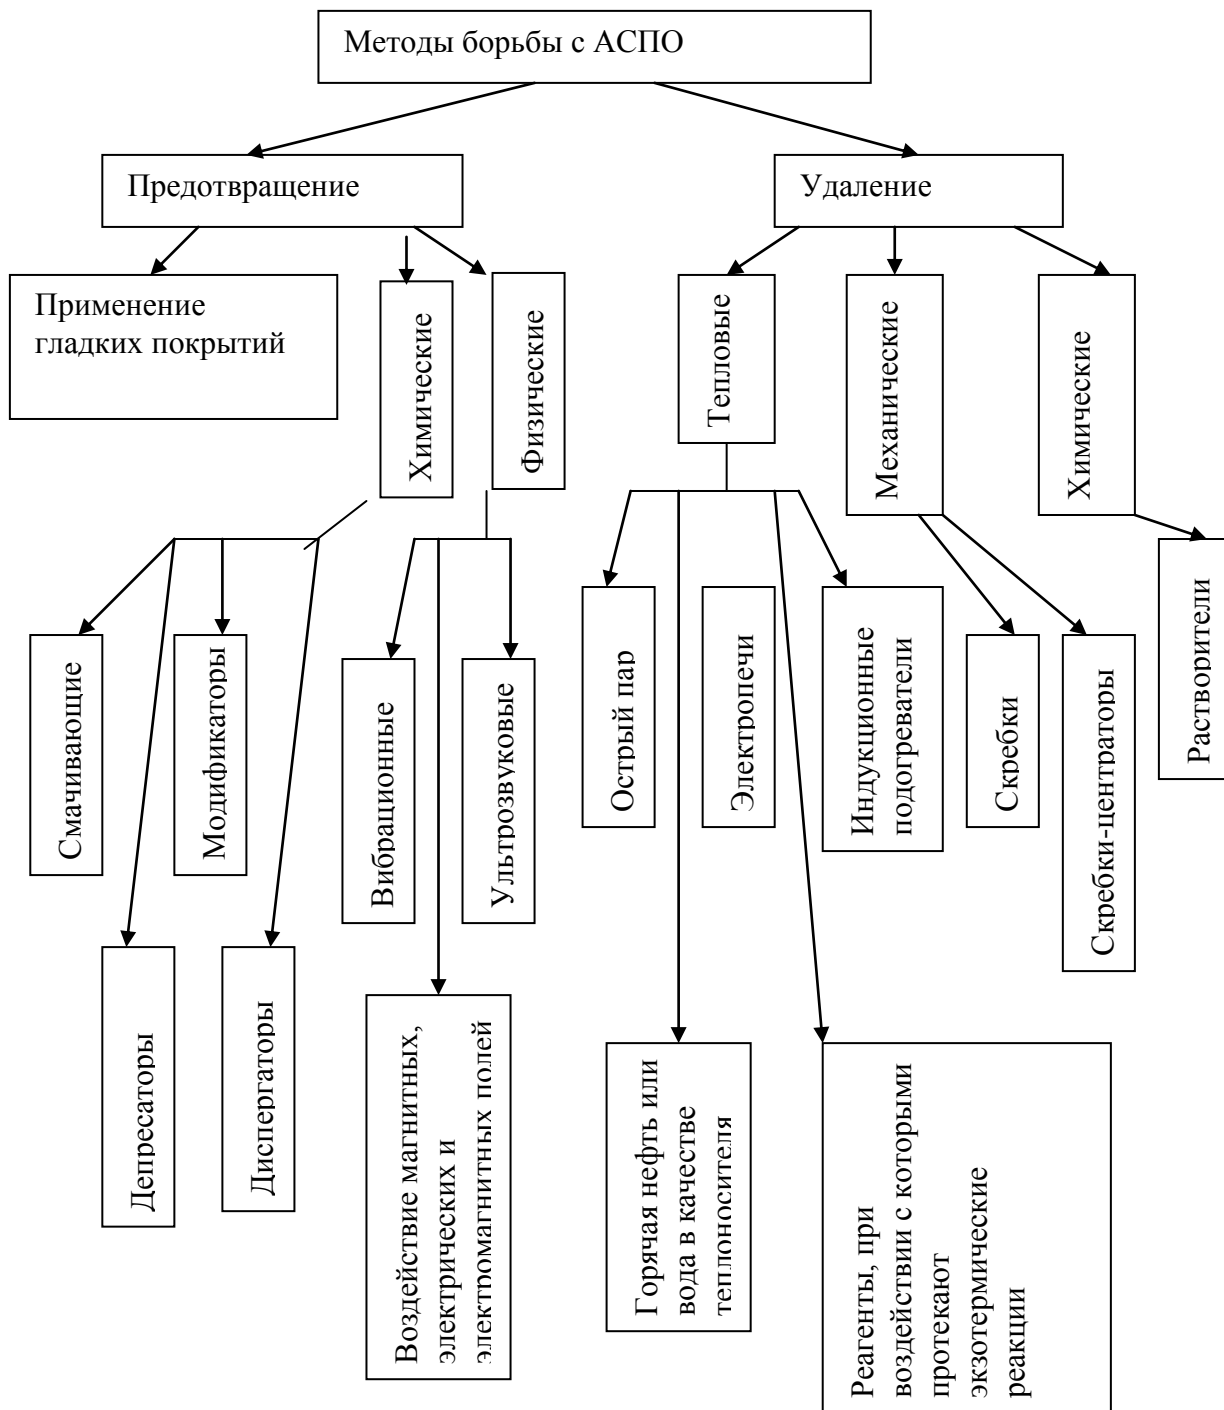 Методы борьбы с АСПО
Предотвращение
Удаление
Применение
гладких покрытий
Химические
Физические
Тепловые
Механические
Химические
Смачивающие
Модификаторы
Вибрационные
Ультрозвуковые
Острый пар
Электропечи
Индукционные
подогреватели
Скребки
Скребки-центраторы
Растворители
Депресаторы
Диспергаторы
Воздействие магнитных,
электрических и
электромагнитных полей
Горячая нефть или
вода в качестве
теплоносителя
Реагенты, при
воздействии с которыми
протекают
экзотермические
реакции